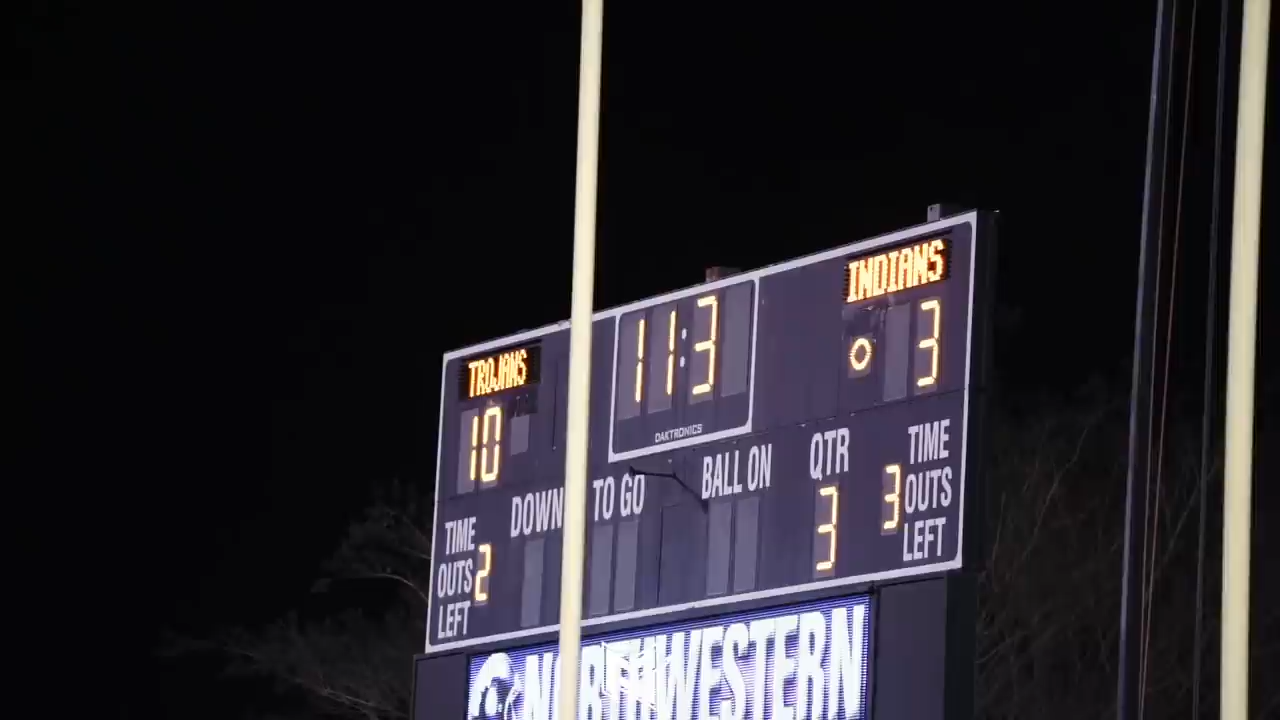 TROJANS
10
11:3
INDIANS
3
DAKTRONICS
DOWN
TO GO
BALL ON
QTR
3
TIME
OUTS
LEFT
2
TIME
OUTS
LEFT
3
NORTHWESTERN